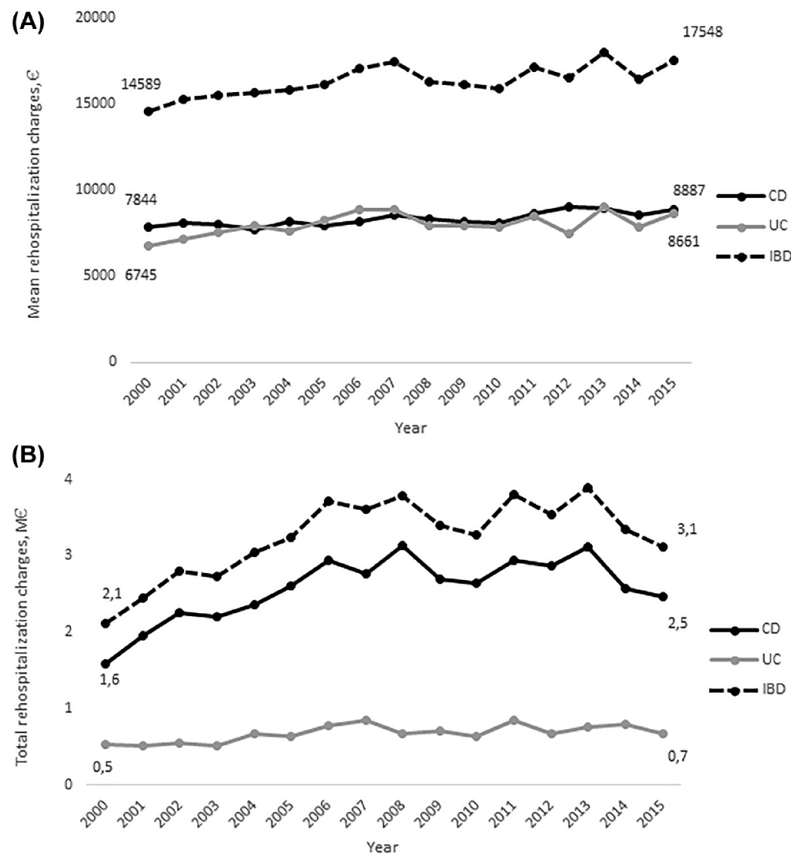 (A)
Mean rehospitalization charges, €
20000
15000
10000
5000
0
14589
17548
7844
8887
6745
8661
CD
UC
IBD
2000 2001 2002 2003 2004 2005 2006 2007 2008 2009 2010 2011 2012 2013 2014 2015
Year
(B)
Total rehospitalization charges, M€
4
3
2
1
0
2,1
3,1
1,6
2,5
0,5
0,7
CD
UC
IBD
2000 2001 2002 2003 2004 2005 2006 2007 2008 2009 2010 2011 2012 2013 2014 2015
Year